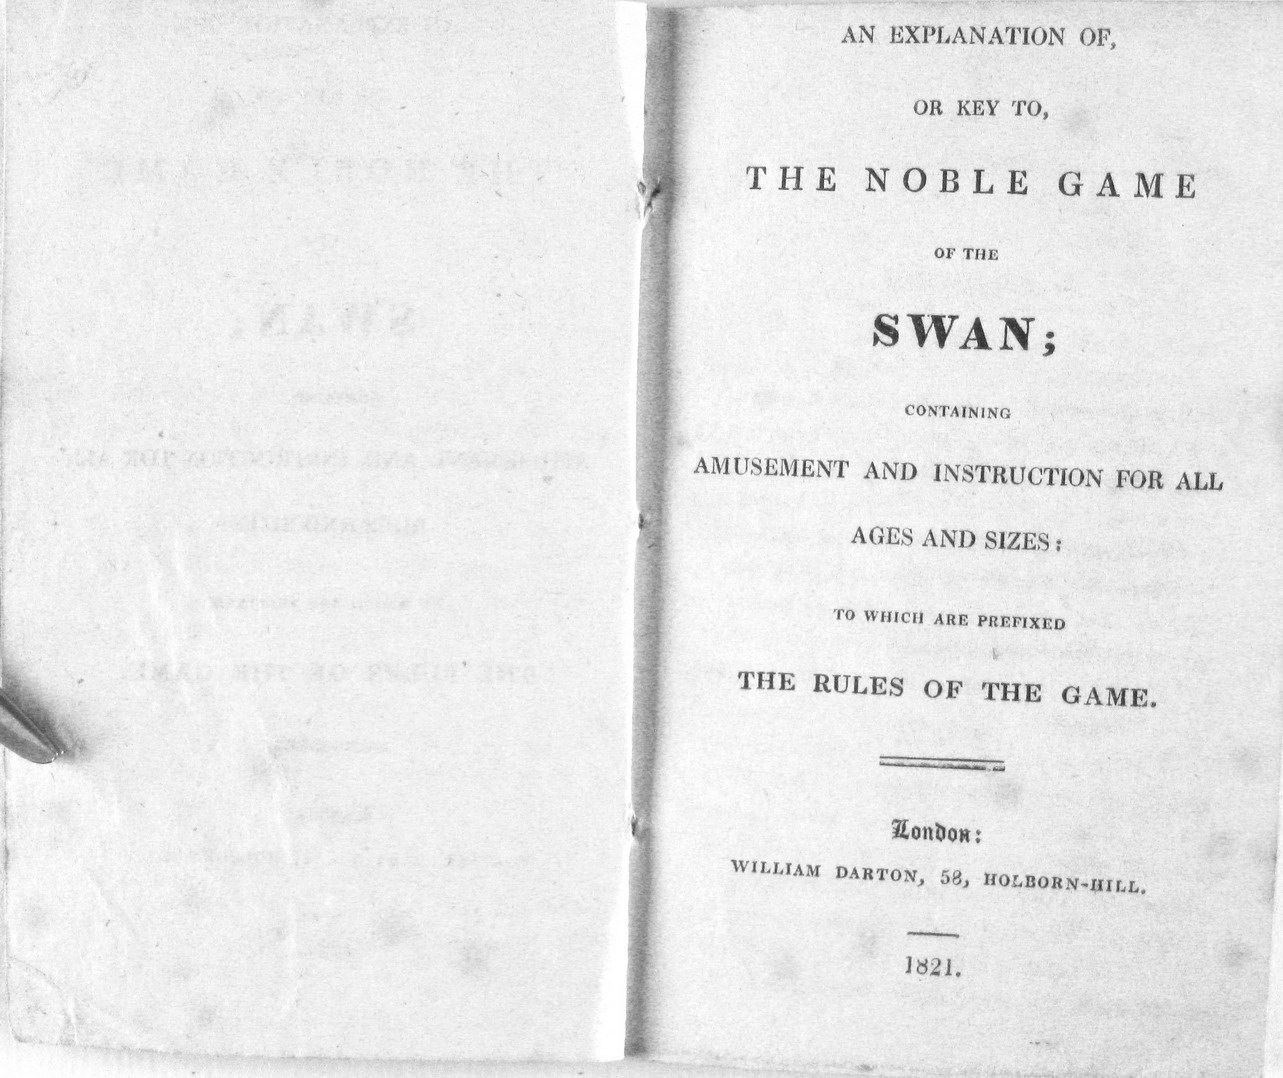 AN EXPLANATION OF,
OR KEY TO,
THE NOBLE GAME
OF THE
SWAN;
CONTAINING
AMUSEMENT AND INSTRUCTION FOR ALL
AGES AND SIZES:
TO WHICH ARE PREFIXED
THE RULES OF THE GAME.
London:
WILLIAM DARTON, 58, HOLBORN-HILL.
1821.